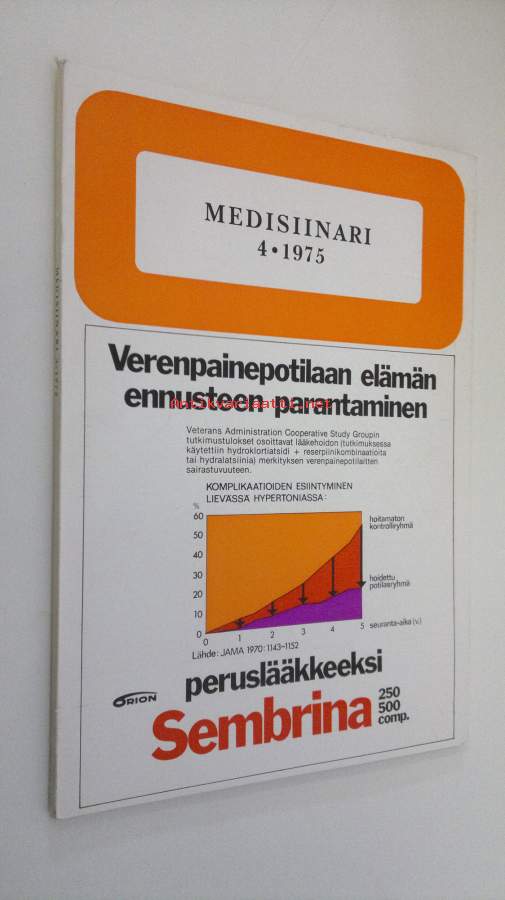 MEDISIINARI
4•1975
Verenpainepotilaan elämän
ennusteen parantaminen
Antikvariaatti.net
Veterans Administration Cooperative Study Groupin
tutkimustulokset osoittavat lääkehoidon (tutkimuksessa
käytettiin hydroklortiatsidi + reserpiinikombinaatioita
tai hydralatsiinia) merkityksen verenpainepotilaitten
sairastuvuuteen.
KOMPLIKAATIOIDEN ESIINTYMINEN
LIEVÄSSÄ HYPERTONIASSA:
%
60
50
40
30
20
10
0
0 1 2 3 4 5
hoitamaton
kontrolliryhmä
hoidettu
potilasryhmä
seuranta-aika (v.)
Lähde: JAMA 1970: 1143–1152
peruslääkkeeksi
ORION
Sembrina
250
500
comp.